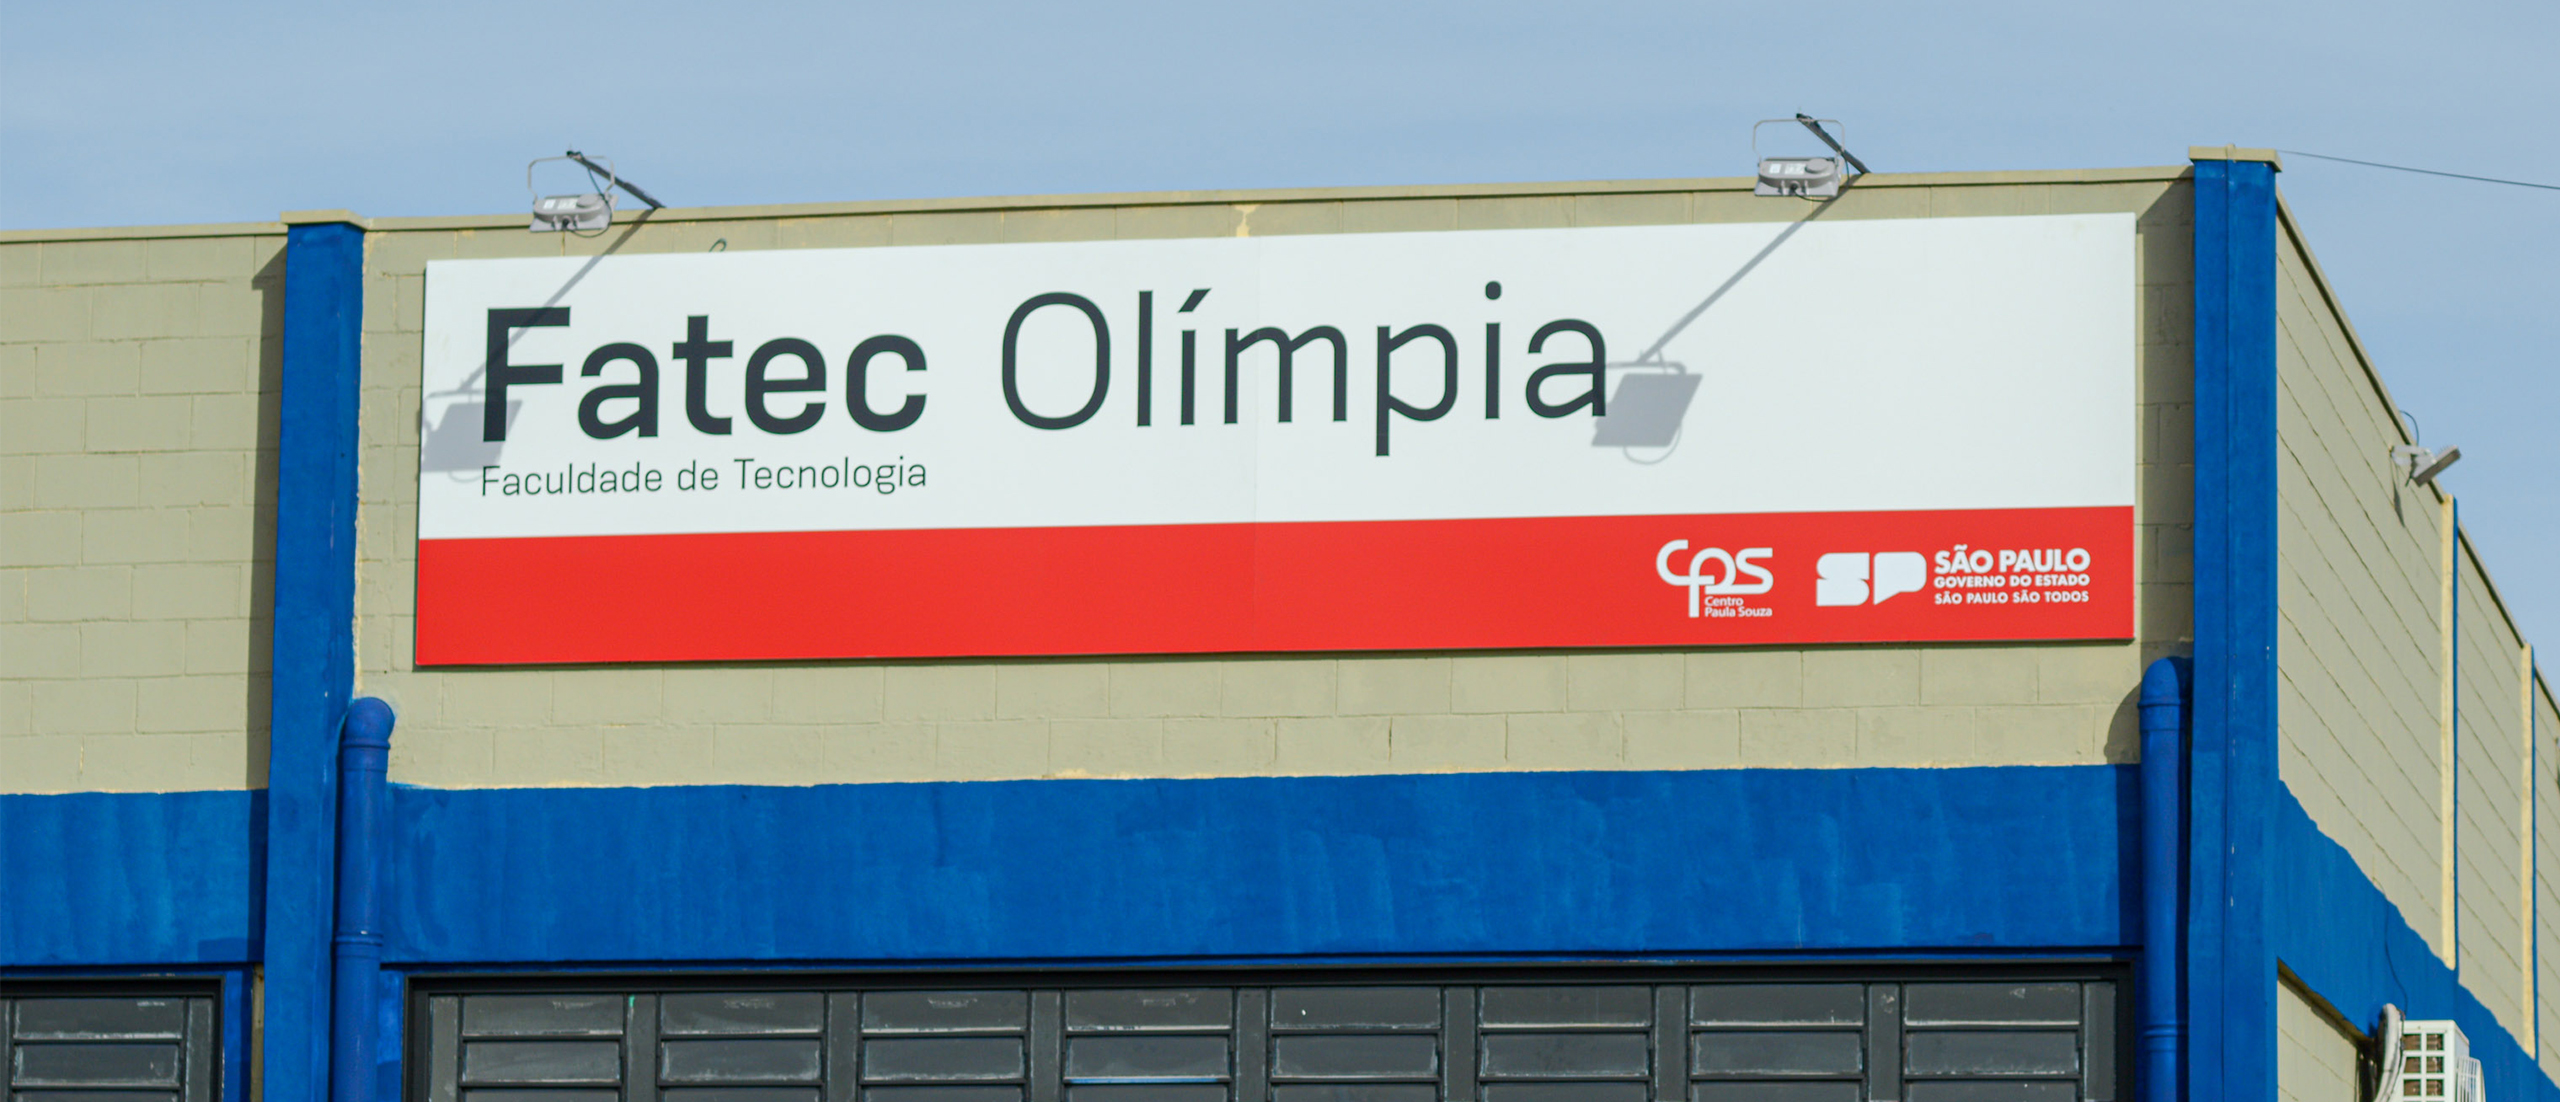 Fatec Olímpia
Faculdade de Tecnologia
cps
Centro
Paula Souza
SP
SÃO PAULO
GOVERNO DO ESTADO
SÃO PAULO SÃO TODOS